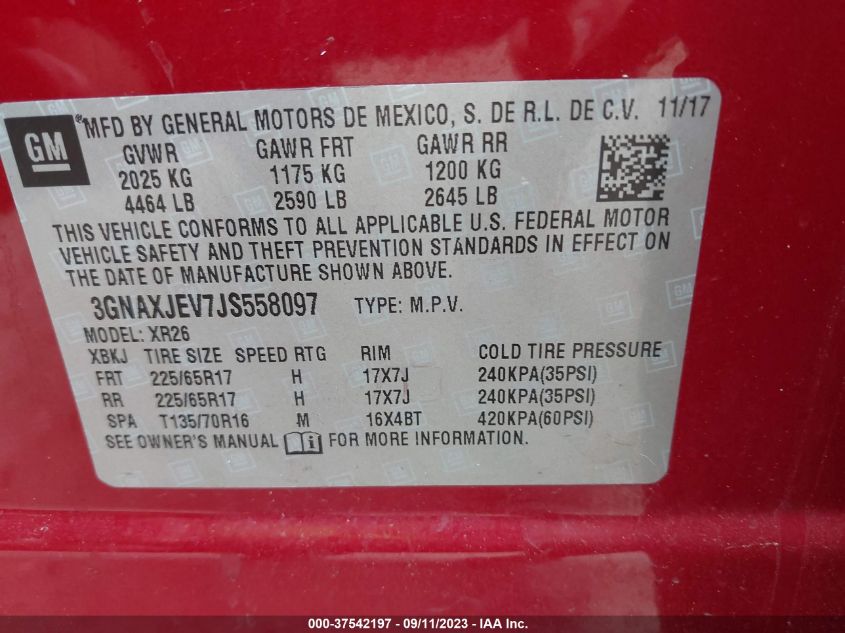 GM ®MFD BY GENERAL MOTORS DE MEXICO, S. DE R.L. DE C.V. 11/17
GVWR GAWR FRT GAWR RR
2025 KG 1175 KG 1200 KG
4464 LB 2590 LB 2645 LB
THIS VEHICLE CONFORMS TO ALL APPLICABLE U.S. FEDERAL MOTOR
VEHICLE SAFETY AND THEFT PREVENTION STANDARDS IN EFFECT ON
THE DATE OF MANUFACTURE SHOWN ABOVE.
3GNAXJEV7JS558097 TYPE: M.P.V.
MODEL: XR26
XBKJ TIRE SIZE SPEED RTG RIM COLD TIRE PRESSURE
FRT 225/65R17 H 17X7J 240KPA(35PSI)
RR 225/65R17 H 17X7J 240KPA(35PSI)
SPA T135/70R16 M 16X4BT 420KPA(60PSI)
SEE OWNER'S MANUAL i FOR MORE INFORMATION.
000-37542197 - 09/11/2023 - IAA Inc.